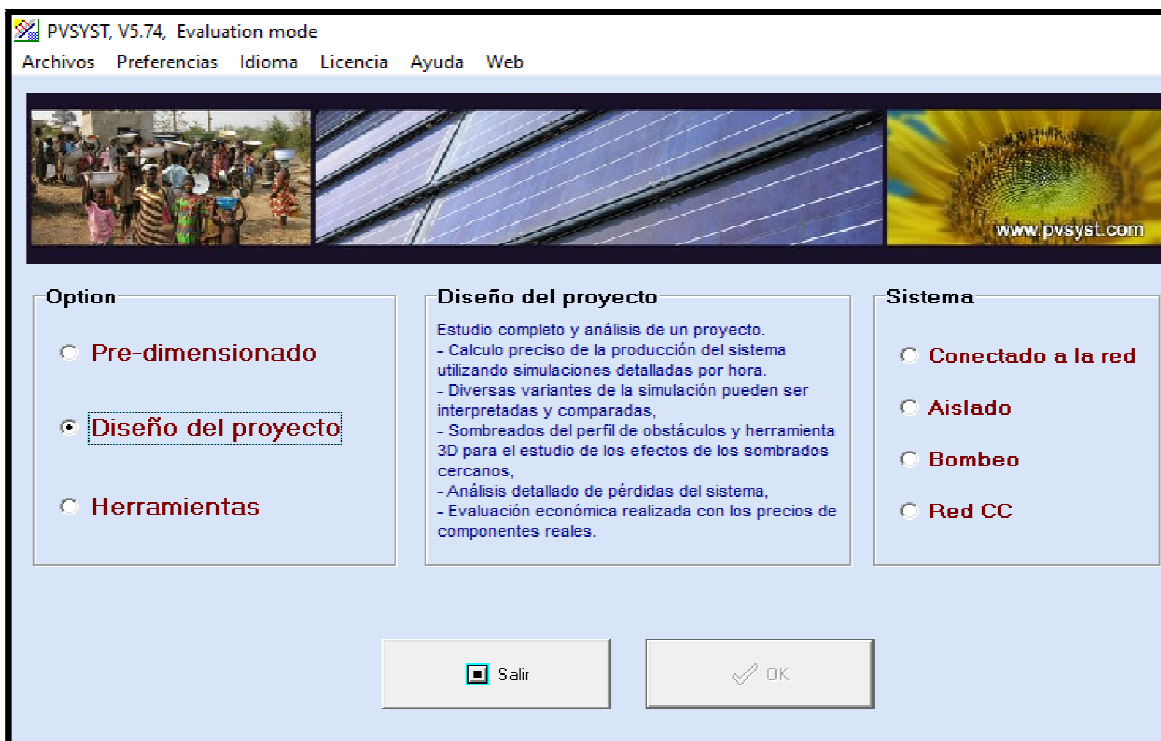 PVSYST, V5.74, Evaluation mode
Archivos Preferencias Idioma Licencia Ayuda Web
www.pvsyst.com
Option
Pre-dimensionado
Diseño del proyecto
Herramientas
Diseño del proyecto
Estudio completo y análisis de un proyecto.
- Calculo preciso de la producción del sistema
utilizando simulaciones detalladas por hora.
- Diversas variantes de la simulación pueden ser
interpretadas y comparadas,
- Sombreados del perfil de obstáculos y herramienta
3D para el estudio de los efectos de los sombrados
cercanos,
- Análisis detallado de pérdidas del sistema,
- Evaluación económica realizada con los precios de
componentes reales.
Sistema
Conectado a la red
Aislado
Bombeo
Red CC
Salir
OK